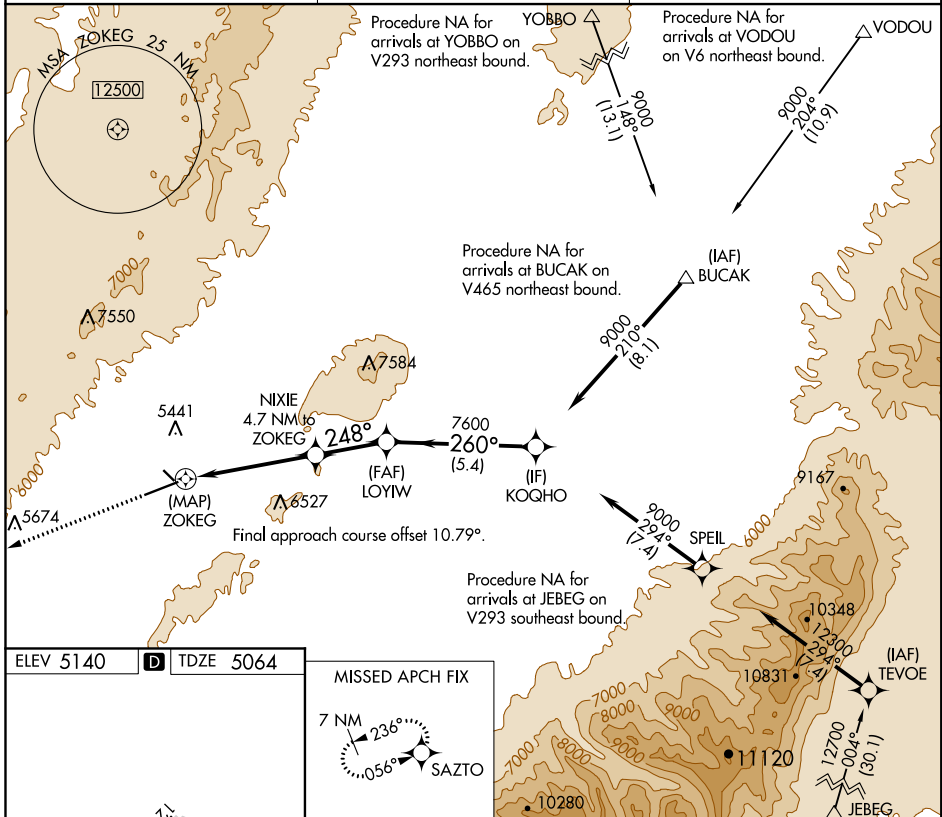 MSA ZOKEG 25 NM
12500
Procedure NA for
arrivals at YOBBO on
V293 northeast bound.
YOBBO
9000
148°
(13.1)
Procedure NA for
arrivals at VODOU
on V6 northeast bound.
VODOU
9000
204°
(10.9)
7000
7550
Procedure NA for
arrivals at BUCAK on
V465 northeast bound.
(IAF)
BUCAK
9000
210°
(8.1)
7584
NIXIE
4.7 NM to
ZOKEG
5441
248°
7600
260°
(5.4)
(FAF)
LOYIW
(IF)
KOQHO
6000
(MAP)
ZOKEG
6527
5674
Final approach course offset 10.79°.
9000
294°
(7.4)
SPEIL
6000
9167
Procedure NA for
arrivals at JEBEG on
V293 southeast bound.
10348
12300
294°
(7.4)
(IAF)
TEVOE
10831
ELEV 5140
D
TDZE 5064
MISSED APCH FIX
7 NM
236°
056°
SAZTO
7000
8000
9000
7000
8000
9000
11120
10280
12700
004°
(30.1)
JEBEG